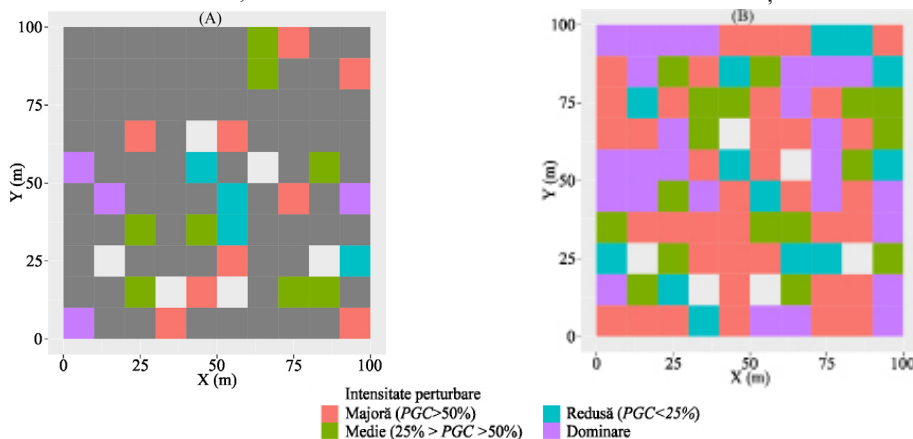 (A)
100
75
50
25
0
Y (m)
0 25 50 75 100
X (m)
(B)
100
75
50
25
0
Y (m)
0 25 50 75 100
X (m)
Intensitate perturbare
Majoră (PGC>50%)
Medie (25% > PGC >50%)
Redusă (PGC<25%)
Dominare